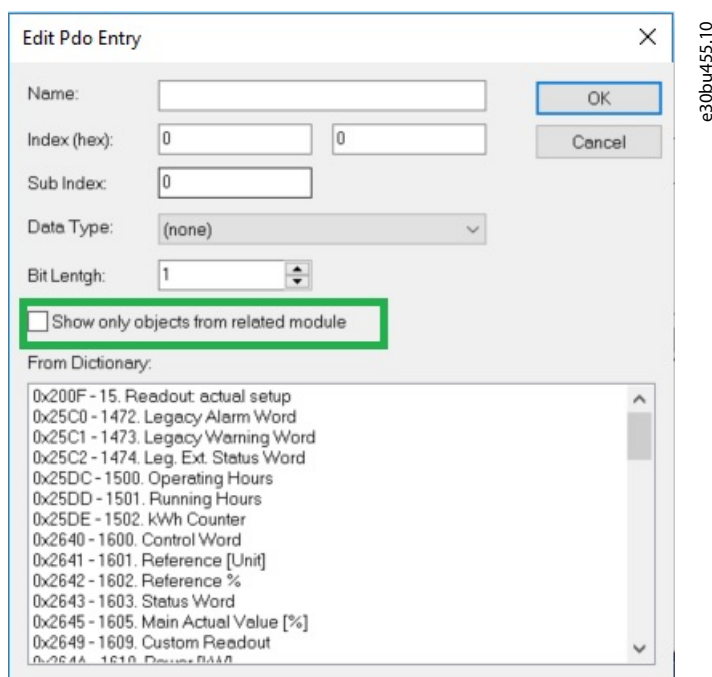 Edit Pdo Entry
e30bu455.10
Name:
OK
Index (hex):
0
0
Cancel
Sub Index:
0
Data Type:
(none)
Bit Lentgh:
1
Show only objects from related module
From Dictionary:
0x200F - 15. Readout: actual setup
0x25C0 - 1472. Legacy Alarm Word
0x25C1 - 1473. Legacy Warning Word
0x25C2 - 1474. Leg. Ext. Status Word
0x25DC - 1500. Operating Hours
0x25DD - 1501. Running Hours
0x25DE - 1502. kWh Counter
0x2640 - 1600. Control Word
0x2641 - 1601. Reference [Unit]
0x2642 - 1602. Reference %
0x2643 - 1603. Status Word
0x2645 - 1605. Main Actual Value [%]
0x2649 - 1609. Custom Readout
0x264A - 1610. Power [kW]